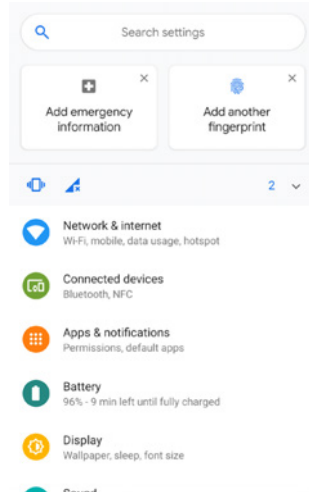 Search settings
Add emergency
information
Add another
fingerprint
2
Network & internet
Wi-Fi, mobile, data usage, hotspot
Connected devices
Bluetooth, NFC
Apps & notifications
Permissions, default apps
Battery
96% - 9 min left until fully charged
Display
Wallpaper, sleep, font size
Sound